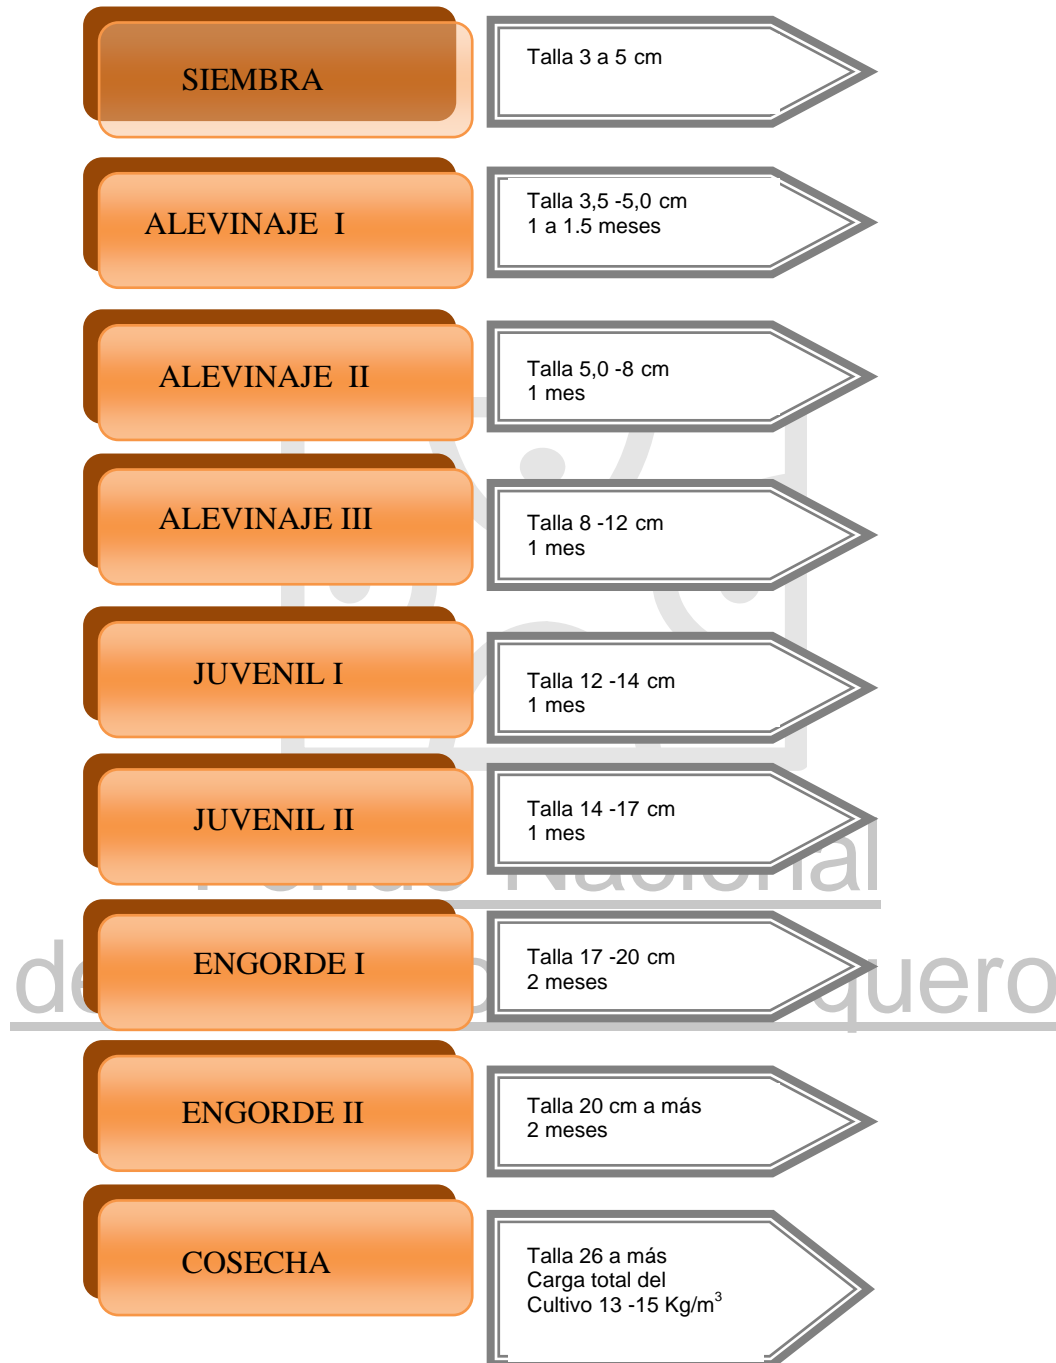 SIEMBRA
Talla 3 a 5 cm
ALEVINAJE I
Talla 3,5 -5,0 cm
1 a 1.5 meses
ALEVINAJE II
Talla 5,0 -8 cm
1 mes
ALEVINAJE III
Talla 8 -12 cm
1 mes
JUVENIL I
Talla 12 -14 cm
1 mes
JUVENIL II
Talla 14 -17 cm
1 mes
Nacional
ENGORDE I
Talla 17 -20 cm
2 meses
ENGORDE II
Talla 20 cm a más
2 meses
COSECHA
Talla 26 a más
Carga total del
Cultivo 13 -15 Kg/m³